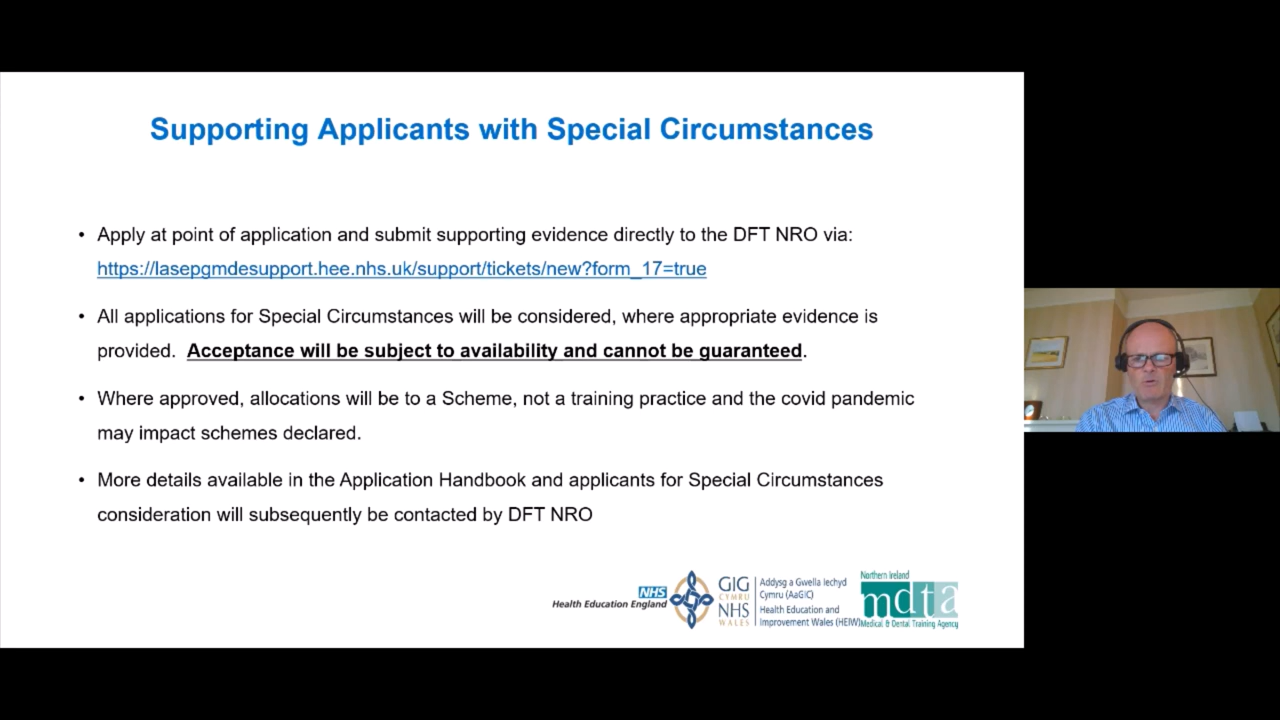 Supporting Applicants with Special Circumstances
• Apply at point of application and submit supporting evidence directly to the DFT NRO via:
https://lasepgmdesupport.hee.nhs.uk/support/tickets/new?form_17=true
• All applications for Special Circumstances will be considered, where appropriate evidence is
provided. Acceptance will be subject to availability and cannot be guaranteed.
• Where approved, allocations will be to a Scheme, not a training practice and the covid pandemic
may impact schemes declared.
• More details available in the Application Handbook and applicants for Special Circumstances
consideration will subsequently be contacted by DFT NRO
NHS
Health Education England
GIG
CYMRU
NHS
WALES
Addysg a Gwella Iechyd
Cymru (AaGIC)
Health Education and
Improvement Wales (HEIW)
Northern Ireland
mdta
Medical & Dental Training Agency